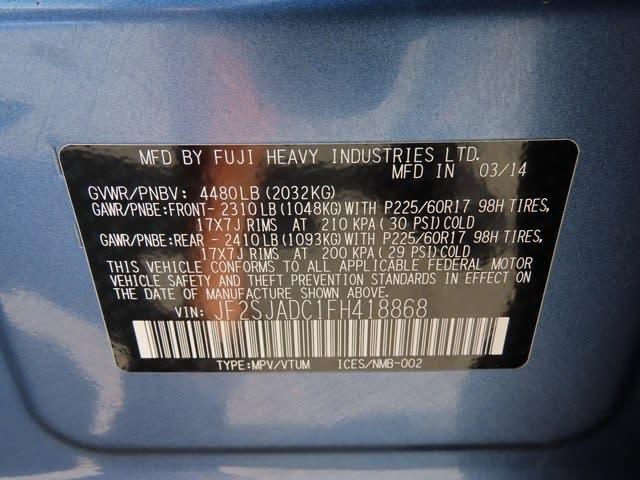 MFD BY FUJI HEAVY INDUSTRIES LTD.
MFD IN 03/14
GVWR/PNBV: 4480LB (2032KG)
GAWR/PNBE:FRONT- 2310 LB (1048KG) WITH P225/60R17 98H TIRES,
17X7J RIMS AT 210 KPA ( 30 PSI) COLD
GAWR/PNBE:REAR - 2410 LB (1093KG) WITH P225/60R17 98H TIRES,
17X7J RIMS AT 200 KPA ( 29 PSI) COLD
THIS VEHICLE CONFORMS TO ALL APPLICABLE FEDERAL MOTOR
VEHICLE SAFETY AND THEFT PREVENTION STANDARDS IN EFFECT
ON THE DATE OF MANUFACTURE SHOWN ABOVE.
VIN: JF2SJADC1FH418868
TYPE:MPV/VTUM ICES/NMB-002